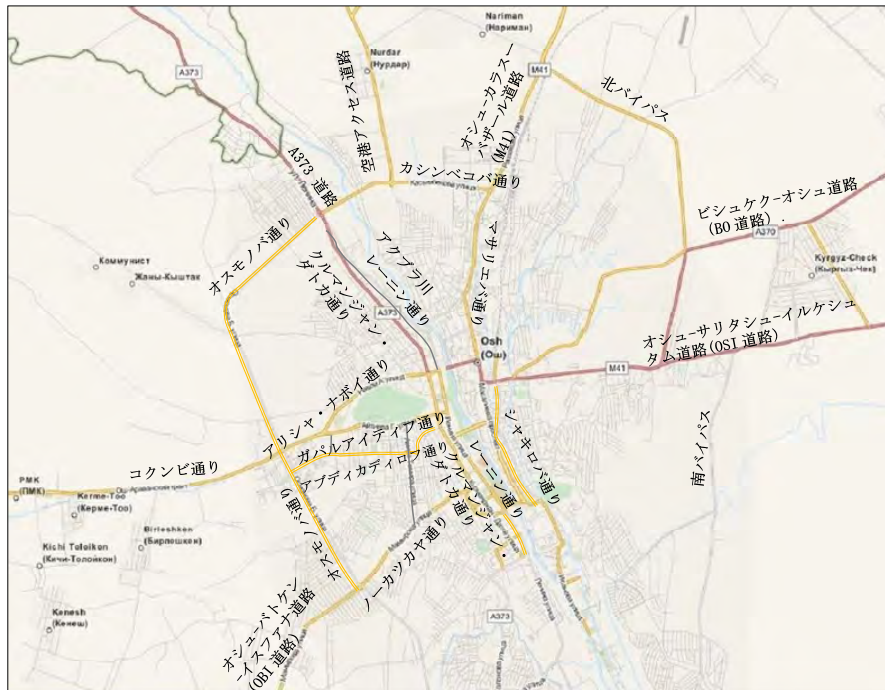 Nariman
(Нариман)
Nurdar
(Нурдар)
A373
M41
北バイパス
空港アクセス道路
オシューカラスー
バザール道路
(M41)
A373 道路
カシンベコバ通り
ビシュケク-オシュ道路
(BO 道路)
A370
Kyrgyz-Check
(Кыргыз-Чек)
Коммунист
Жаны-Кыштак
オスモノバ通り
アクブラ川
レーニン通り
クルマンジャン・
ダトカ通り
マサリエバ通り
A373
Osh
(Ош)
オシュ-サリタシュ-イルケシュ
タム道路(OSI 道路)
M41
アリシャ・ナボイ通り
ガパルアイティフ通り
アブディカディロフ通り
コクンビ通り
シャキロバ通り
レーニン通り
クルマンジャン・
ダトカ通り
南バイパス
РМК
(ПМК)
Kerme-Too
(Керме-Тоо)
Birleshken
(Бирлешкен)
Kichi Toloikon
(Кичи-Толойкон)
Kenesh
(Кенеш)
オスモノバ通り
ノーカツカヤ通り
オシューバトケン
-イスファナ道路
(OBI 道路)
A373